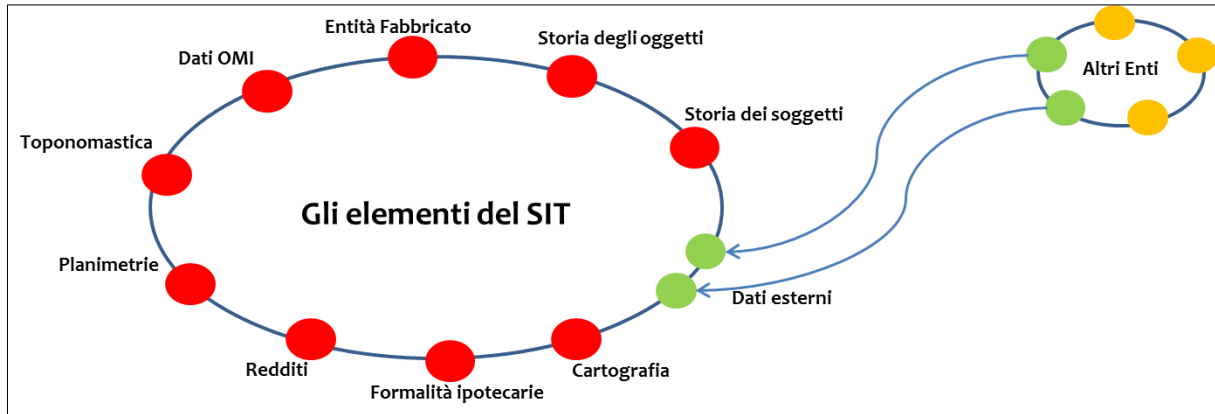 Entità Fabbricato
Storia degli oggetti
Dati OMI
Altri Enti
Storia dei soggetti
Toponomastica
Gli elementi del SIT
Planimetrie
Dati esterni
Redditi
Cartografia
Formalità ipotecarie